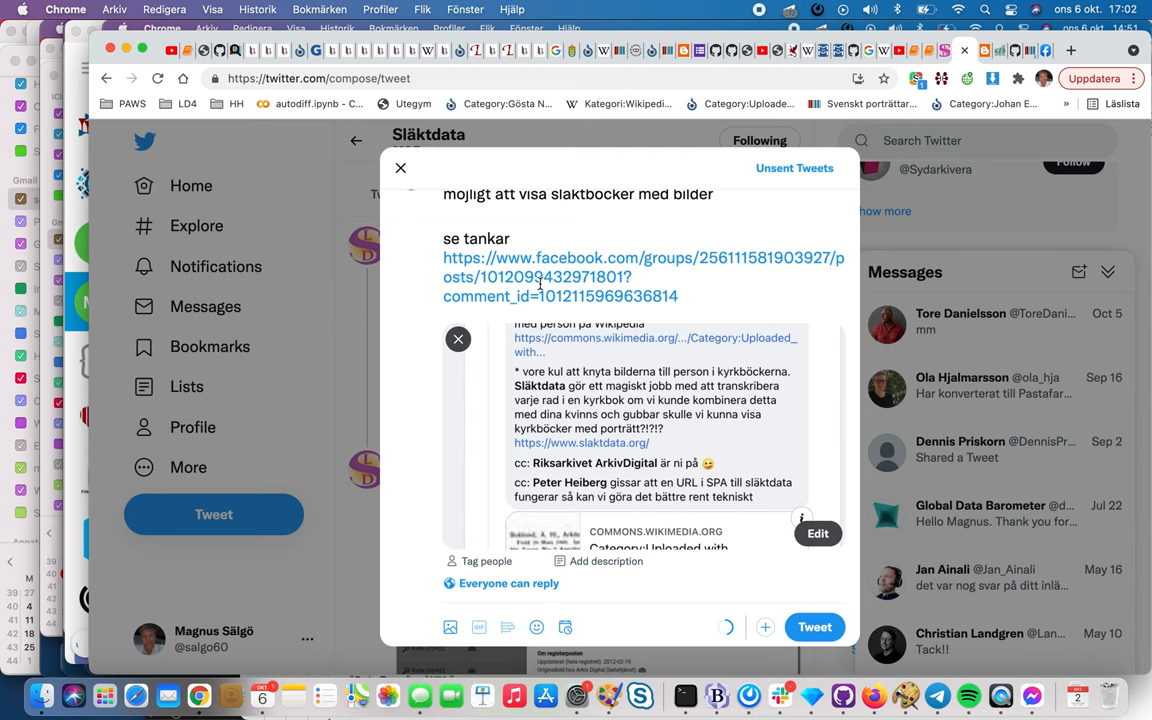 Chrome Arkiv Redigera Visa Historik Bokmärken Profiler Flik Fönster Hjälp ons 6 okt. 17:02
https://twitter.com/compose/tweet
Uppdatera
PAWS LD4 HH autodiff.ipynb - C... Utegym Category:Gösta N... Kategori:Wikiped... Category:Uploade... Svenskt porträttar... Category:Johan E... » Läslista
Home
Explore
Notifications
Messages
Bookmarks
Lists
Profile
More
Tweet
Magnus Sälgö
@salgo60
Släktdata
Following
Unsent Tweets
möjligt att visa släktböcker med bilder
se tankar
https://www.facebook.com/groups/256111581903927/p
osts/1012099432971801?
comment_id=1012115969636814
med person på Wikipedia
https://commons.wikimedia.org/.../Category:Uploaded_
with...
* vore kul att knyta bilderna till person i kyrkböckerna.
Släktdata gör ett magiskt jobb med att transkribera
varje rad i en kyrkbok om vi kunde kombinera detta
med dina kvinns och gubbar skulle vi kunna visa
kyrkböcker med porträtt?!?!?
https://www.slaktdata.org/
cc: Riksarkivet ArkivDigital är ni på 😉
cc: Peter Heiberg gissar att en URL i SPA till släktdata
fungerar så kan vi göra det bättre rent tekniskt
COMMONS.WIKIMEDIA.ORG
Category:Uploaded with
Edit
Tag people Add description
Everyone can reply
GIF
Tweet
Om registerposten
Search Twitter
@Sydarkivera
Follow
how more
Messages
Tore Danielsson @ToreDani... Oct 5
mm
Ola Hjalmarsson @ola_hja Sep 16
Har konverterat till Pastafar...
Dennis Priskorn @DennisPr... Sep 2
Shared a Tweet
Global Data Barometer @d... Jul 22
Hello Magnus. Thank you for...
Jan Ainali @Jan_Ainali May 16
det var nog svar på ditt inlä...
Christian Landgren @Lan... May 10
Tack!!